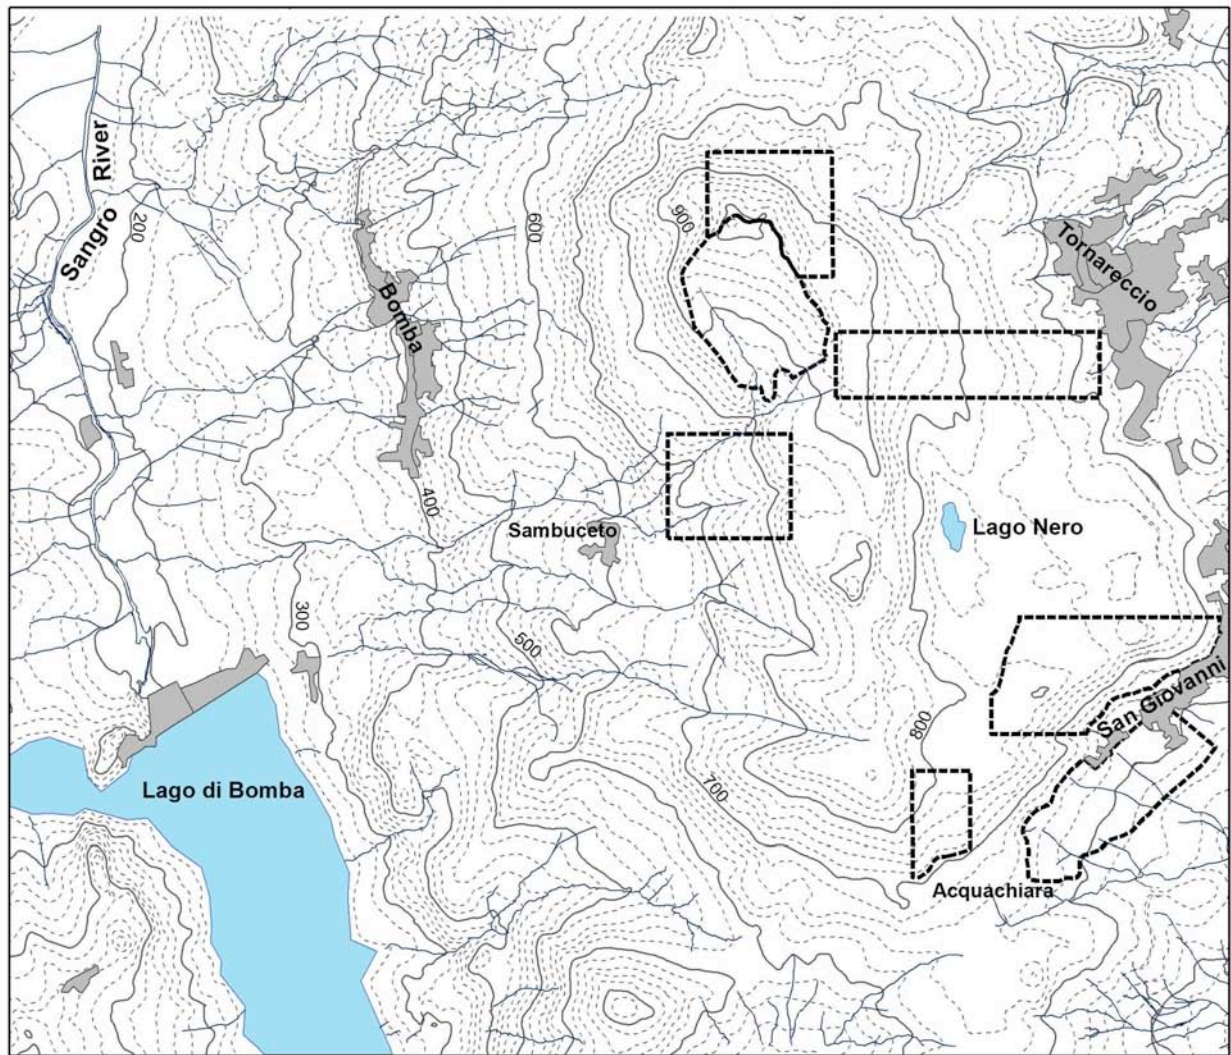 Sangro River
200
600
900
Tornareccio
Bomba
400
Sambuceto
Lago Nero
300
500
San Giovanni
800
700
Lago di Bomba
Acquachiara